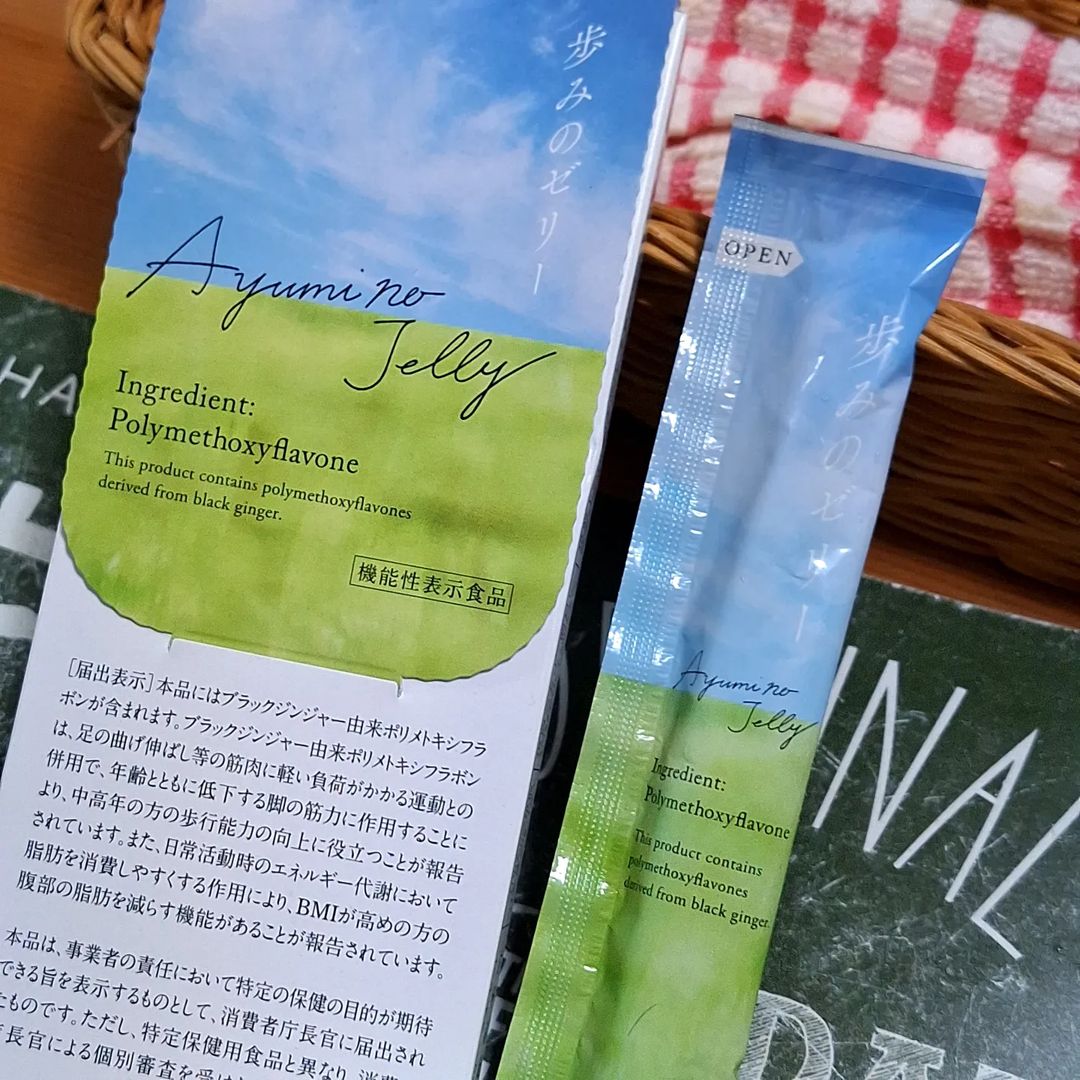 歩みのゼリー
Ayumi no
Jelly
Ingredient:
Polymethoxyflavone
This product contains polymethoxyflavones
derived from black ginger.
機能性表示食品
［届出表示］本品にはブラックジンジャー由来ポリメトキシフラ
ボンが含まれます。ブラックジンジャー由来ポリメトキシフラボン
は、足の曲げ伸ばし等の筋肉に軽い負荷がかかる運動との
併用で、年齢とともに低下する脚の筋力に作用することに
より、中高年の方の歩行能力の向上に役立つことが報告
されています。また、日常活動時のエネルギー代謝において
脂肪を消費しやすくする作用により、BMIが高めの方の
腹部の脂肪を減らす機能があることが報告されています。
本品は、事業者の責任において特定の保健の目的が期待
できる旨を表示するものとして、消費者庁長官に届出され
たものです。ただし、特定保健用食品と異なり、消費
長官による個別審査を受け
OPEN
歩みのゼリー
Ayumi no
Jelly
Ingredient:
Polymethoxyflavone
This product contains
polymethoxyflavones
derived from black ginger.
HA
INAL